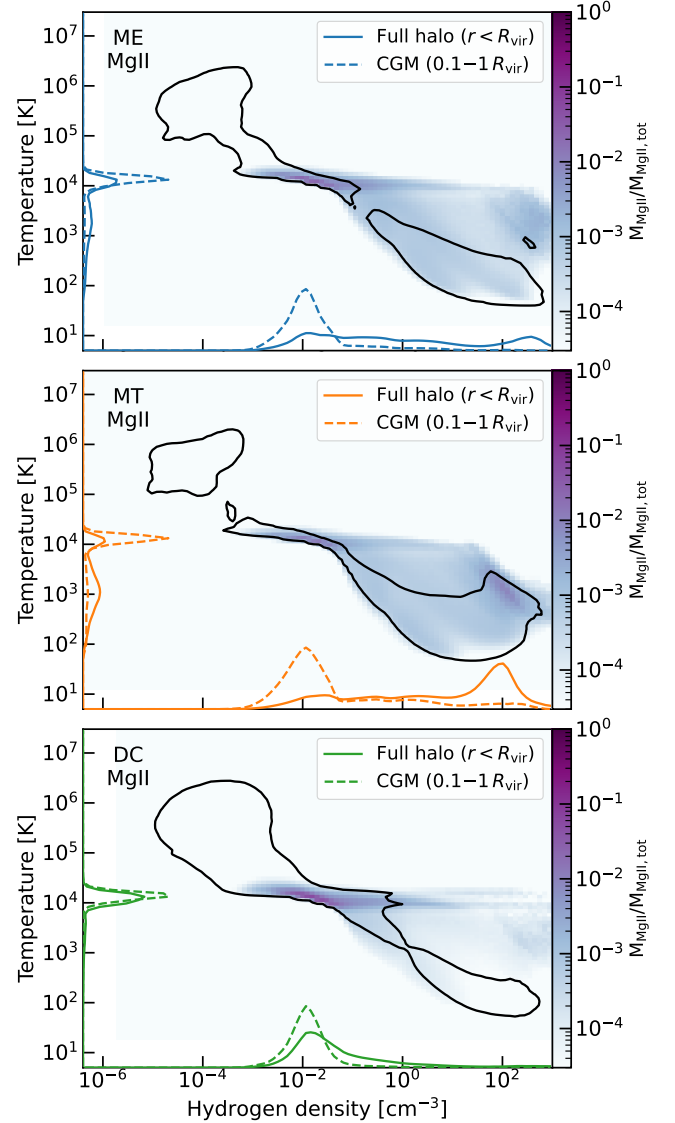 ME
MgII
Full halo (r < R_vir)
CGM (0.1−1 R_vir)
Temperature [K]
10^7
10^6
10^5
10^4
10^3
10^2
10^1
10^0
10^−1
10^−2
10^−3
10^−4
M_MgII/M_MgII,tot
MT
MgII
Full halo (r < R_vir)
CGM (0.1−1 R_vir)
Temperature [K]
10^7
10^6
10^5
10^4
10^3
10^2
10^1
10^0
10^−1
10^−2
10^−3
10^−4
M_MgII/M_MgII,tot
DC
MgII
Full halo (r < R_vir)
CGM (0.1−1 R_vir)
Temperature [K]
10^7
10^6
10^5
10^4
10^3
10^2
10^1
10^0
10^−1
10^−2
10^−3
10^−4
M_MgII/M_MgII,tot
10^−6 10^−4 10^−2 10^0 10^2
Hydrogen density [cm^−3]